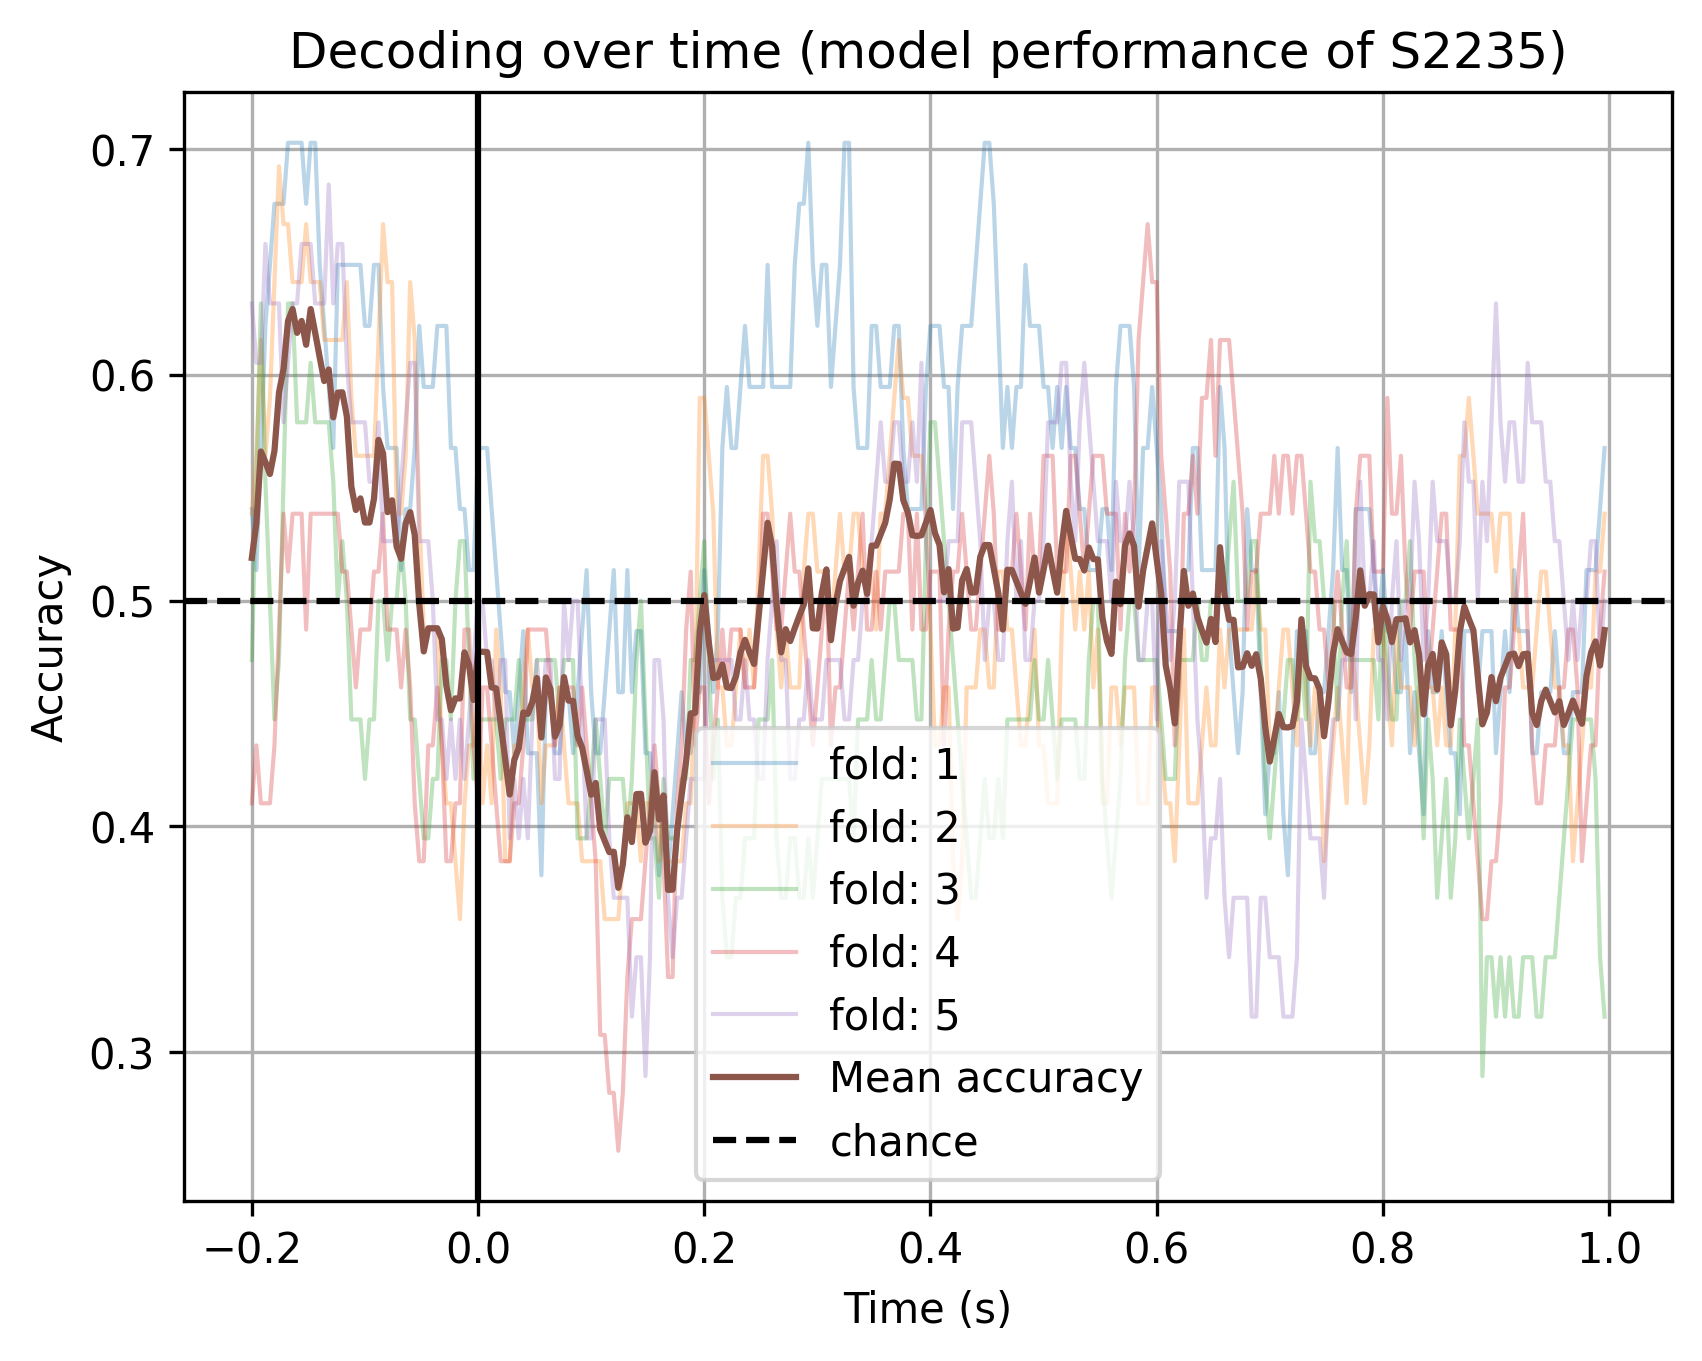 Decoding over time (model performance of S2235)
Accuracy
0.7
0.6
0.5
0.4
0.3
fold: 1
fold: 2
fold: 3
fold: 4
fold: 5
Mean accuracy
chance
−0.2 0.0 0.2 0.4 0.6 0.8 1.0
Time (s)